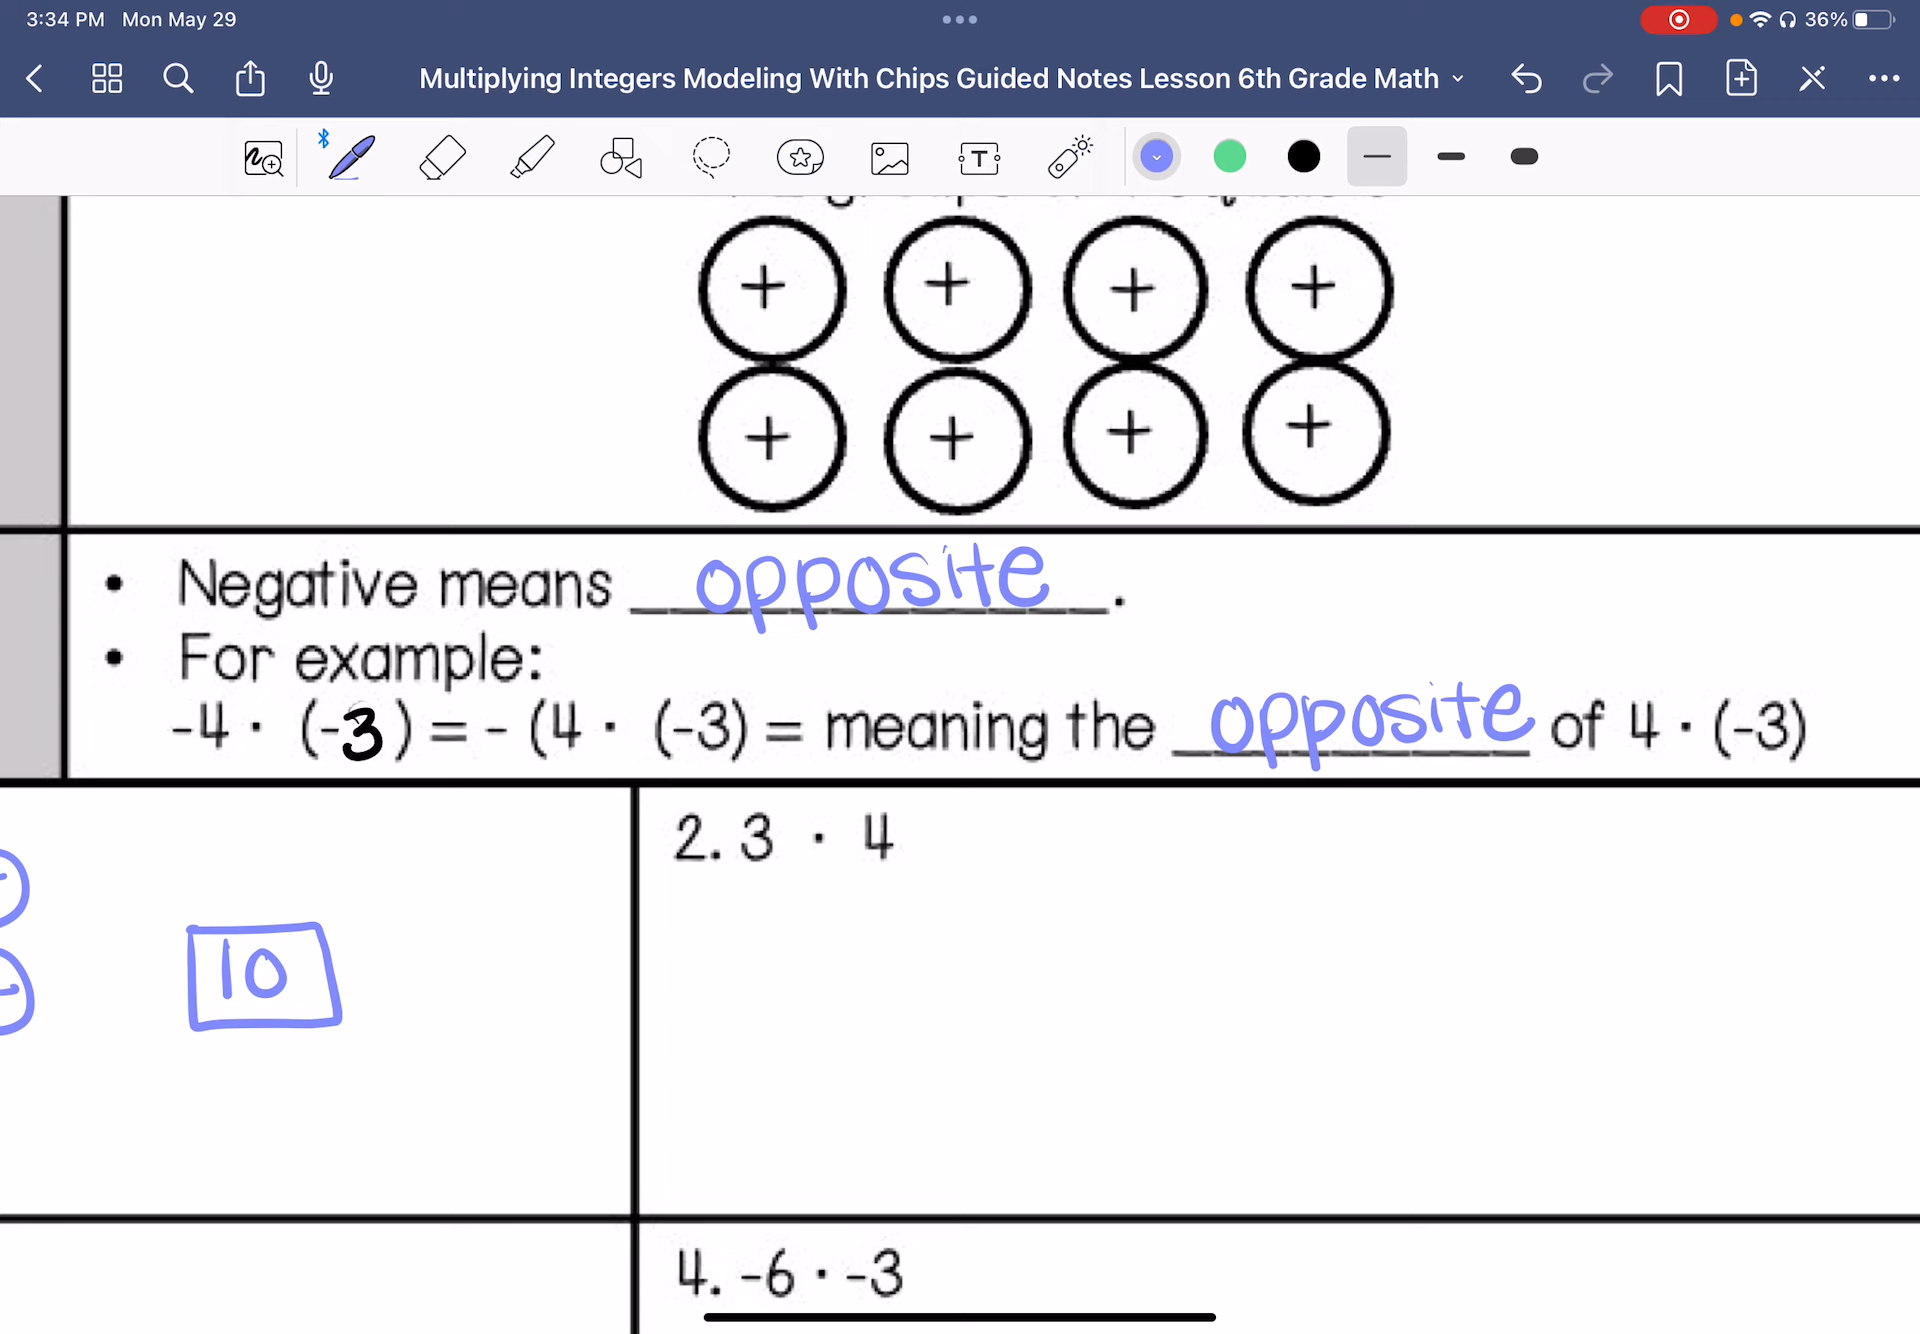 3:34 PM Mon May 29
36%
Multiplying Integers Modeling With Chips Guided Notes Lesson 6th Grade Math
T
+ + + +
+ + + +
• Negative means opposite.
• For example:
-4 · (-3) = - (4 · (-3) = meaning the opposite of 4 · (-3)
10
2. 3 · 4
4. -6 · -3